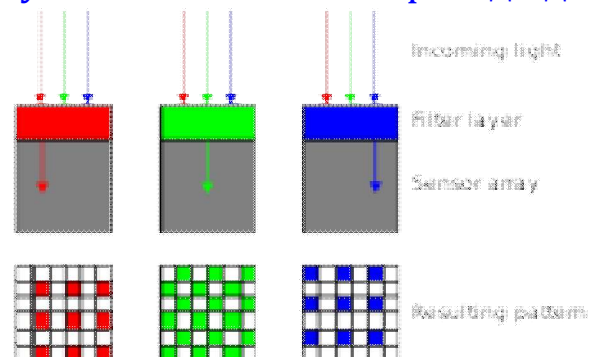 Incoming light
Filter layer
Sensor array
Resulting pattern